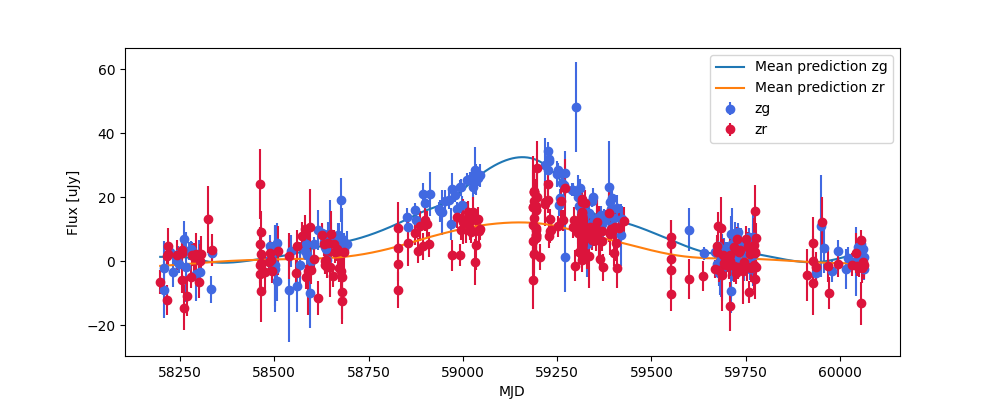 60
40
20
0
−20
Flux [uJy]
Mean prediction zg
Mean prediction zr
zg
zr
58250 58500 58750 59000 59250 59500 59750 60000
MJD